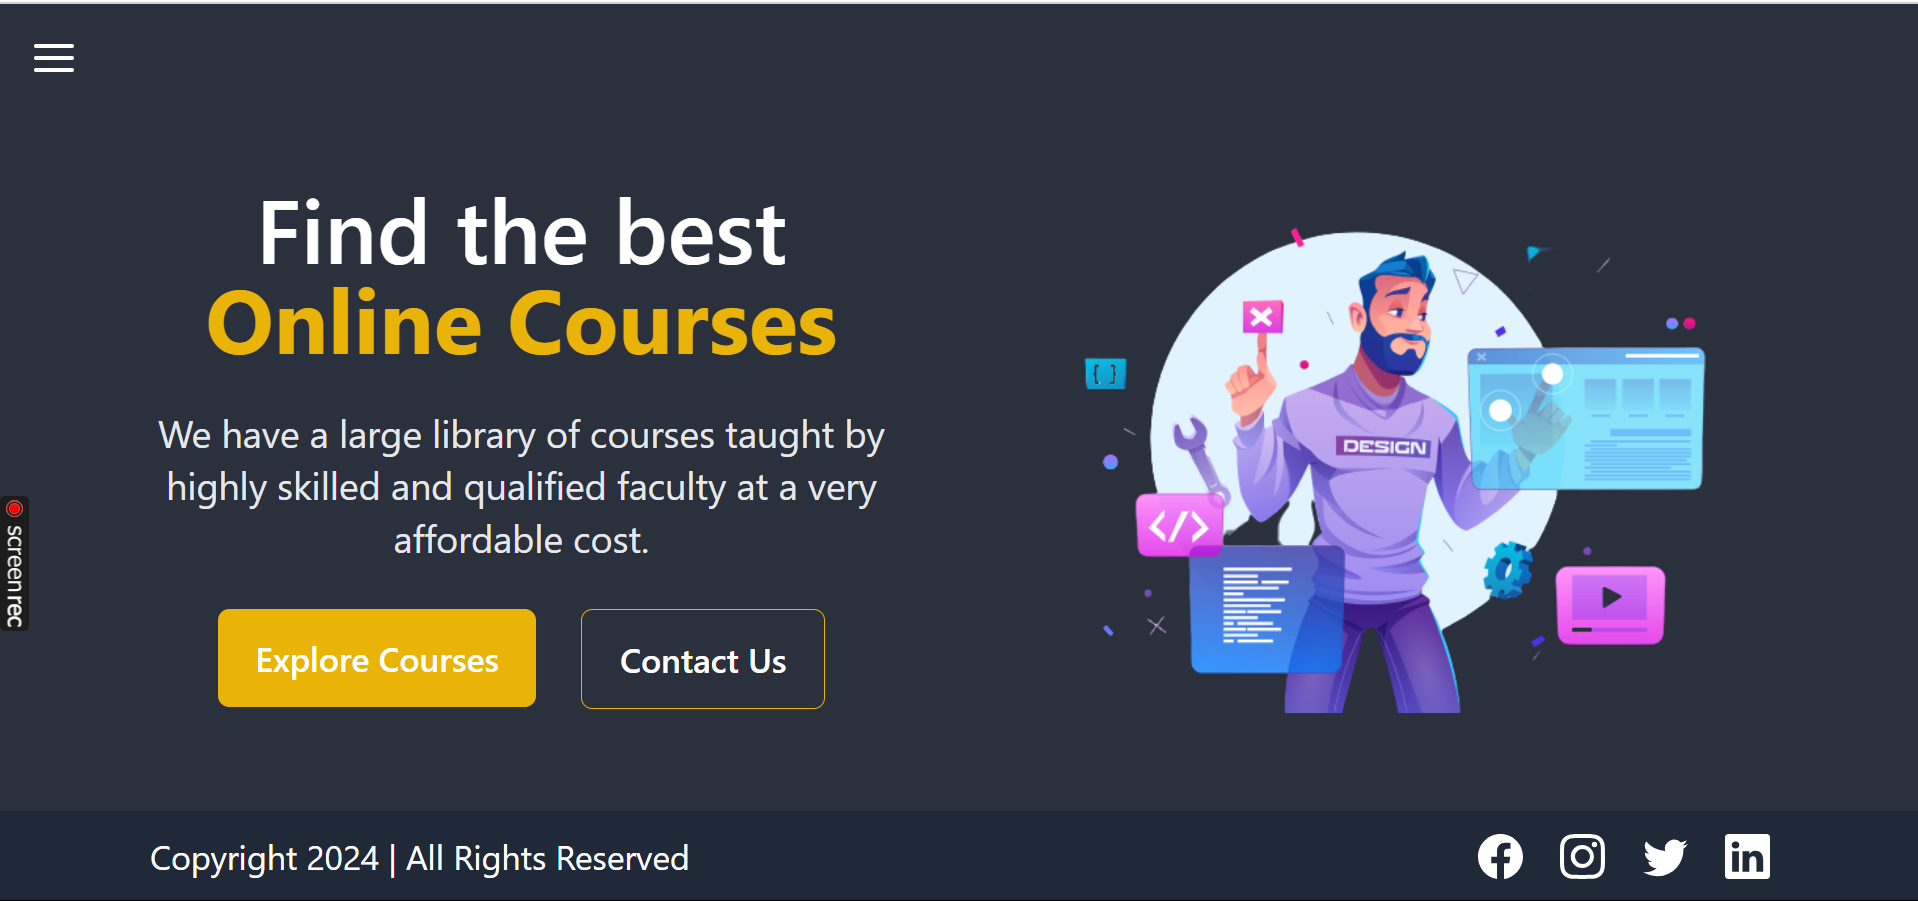 Find the best
Online Courses
We have a large library of courses taught by
highly skilled and qualified faculty at a very
affordable cost.
Explore Courses
Contact Us
DESIGN
{ }
</>
screenrec
Copyright 2024 | All Rights Reserved